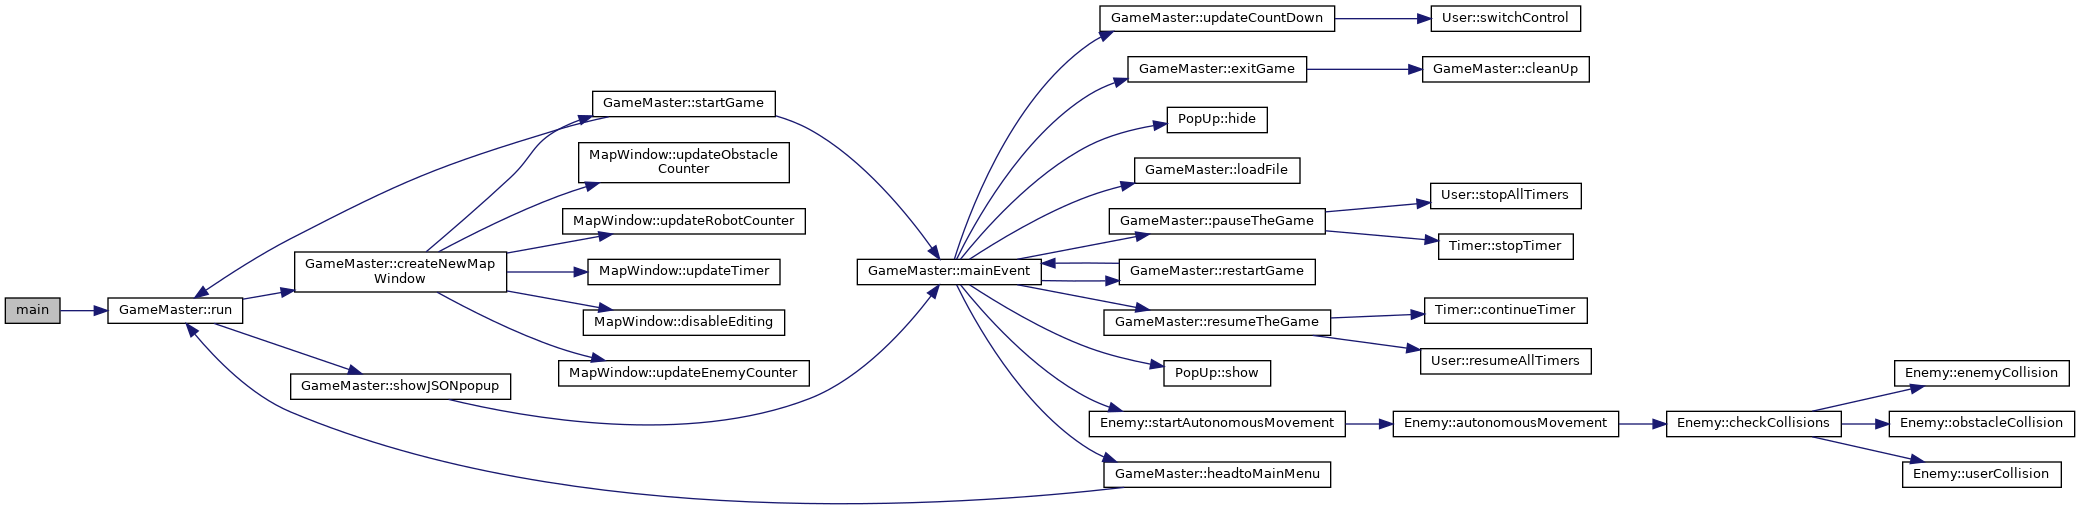 main
GameMaster::run
GameMaster::createNewMap
Window
GameMaster::showJSONpopup
GameMaster::startGame
MapWindow::updateObstacle
Counter
MapWindow::updateRobotCounter
MapWindow::updateTimer
MapWindow::disableEditing
MapWindow::updateEnemyCounter
GameMaster::mainEvent
GameMaster::updateCountDown
GameMaster::exitGame
PopUp::hide
GameMaster::loadFile
GameMaster::pauseTheGame
GameMaster::restartGame
GameMaster::resumeTheGame
PopUp::show
Enemy::startAutonomousMovement
GameMaster::headtoMainMenu
User::switchControl
GameMaster::cleanUp
User::stopAllTimers
Timer::stopTimer
Timer::continueTimer
User::resumeAllTimers
Enemy::autonomousMovement
Enemy::checkCollisions
Enemy::enemyCollision
Enemy::obstacleCollision
Enemy::userCollision